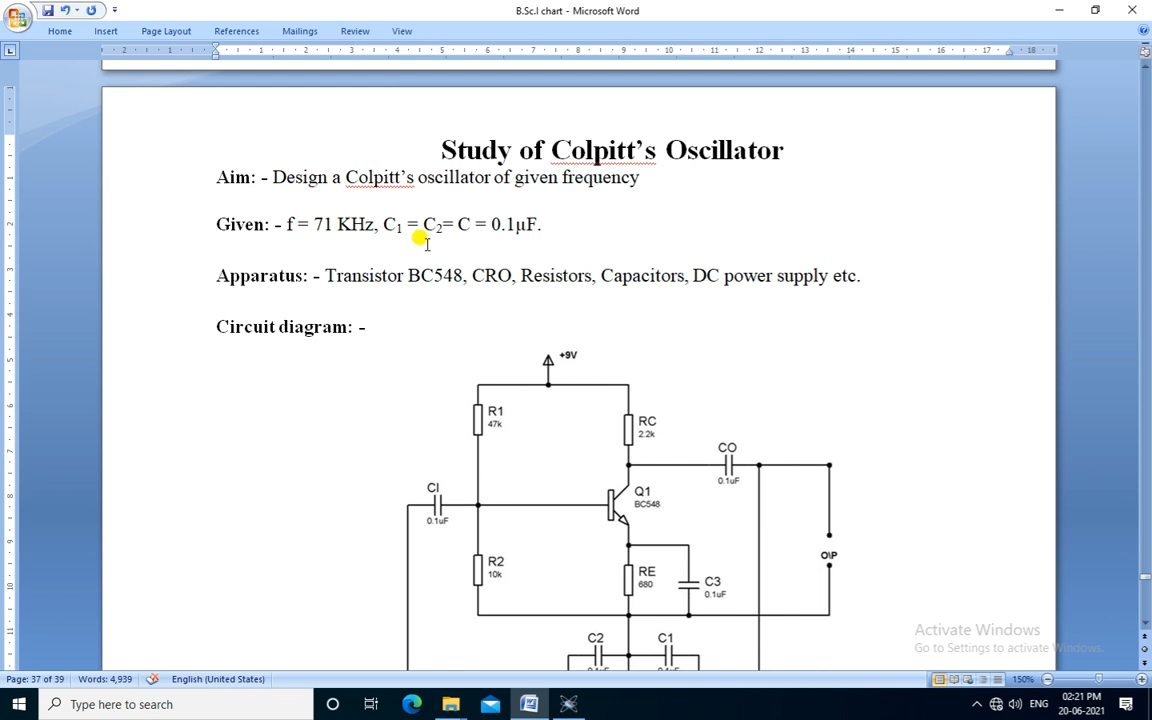 B.Sc.I chart - Microsoft Word
Home Insert Page Layout References Mailings Review View
Study of Colpitt’s Oscillator
Aim: - Design a Colpitt’s oscillator of given frequency
Given: - f = 71 KHz, C1 = C2= C = 0.1µF.
Apparatus: - Transistor BC548, CRO, Resistors, Capacitors, DC power supply etc.
Circuit diagram: -
+9V
R1
47k
RC
2.2k
CO
0.1uF
CI
0.1uF
Q1
BC548
R2
10k
RE
680
C3
0.1uF
O\P
C2
C1
Activate Windows
Go to Settings to activate Windows.
Page: 37 of 39 Words: 4,939 English (United States) 150%
Type here to search
ENG
02:21 PM
20-06-2021